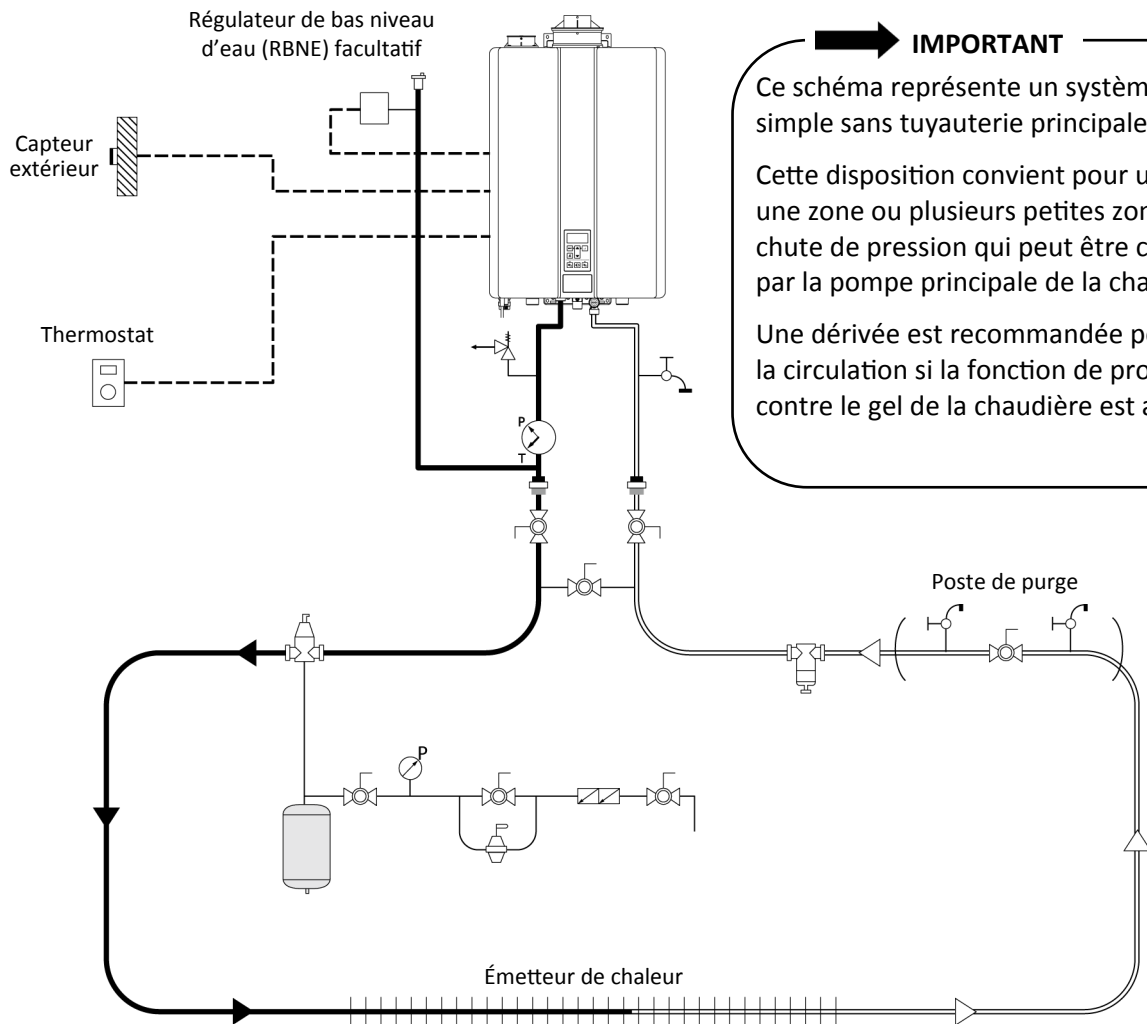 Régulateur de bas niveau
d’eau (RBNE) facultatif
IMPORTANT
Ce schéma représente un systèm
simple sans tuyauterie principale
Cette disposition convient pour u
une zone ou plusieurs petites zon
chute de pression qui peut être c
par la pompe principale de la cha
Une dérivée est recommandée p
la circulation si la fonction de pro
contre le gel de la chaudière est a
Capteur
extérieur
Thermostat
P
T
Poste de purge
P
Émetteur de chaleur